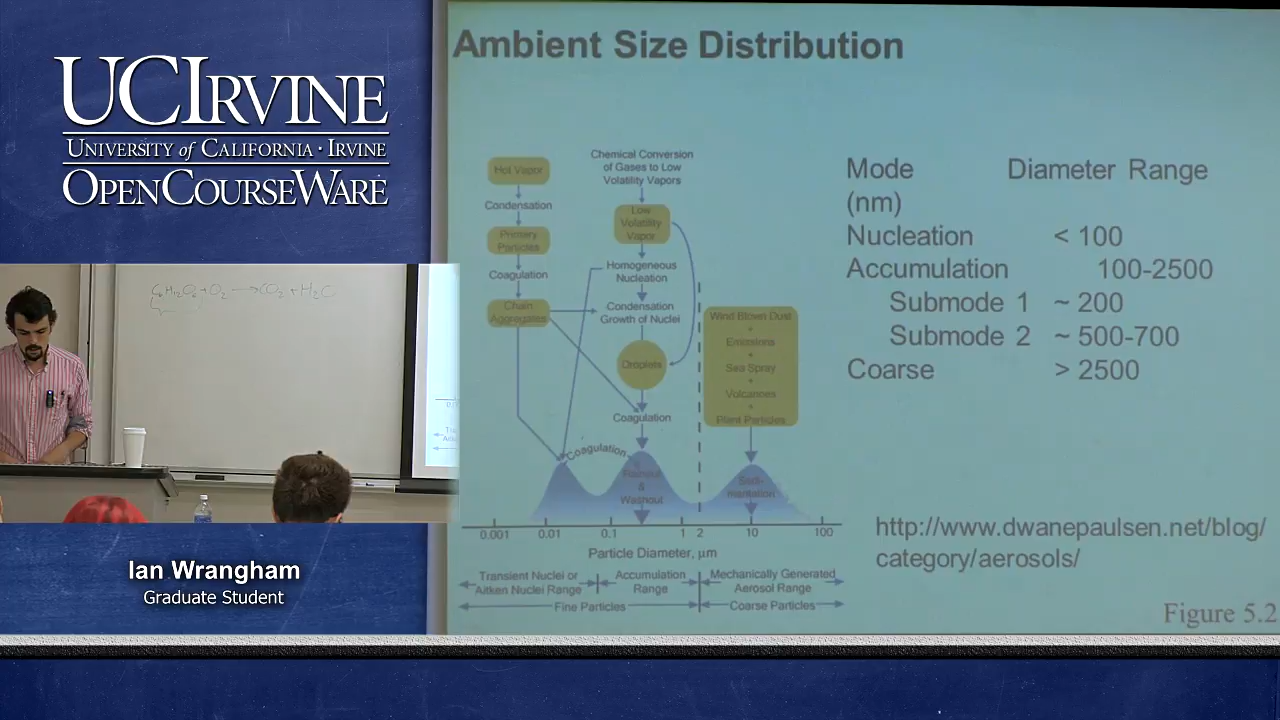 UCIRVINE
UNIVERSITY of CALIFORNIA · IRVINE
OPENCOURSEWARE
Ian Wrangham
Graduate Student
Ambient Size Distribution
Hot Vapor
Condensation
Primary
Particles
Coagulation
Chain
Aggregates
Chemical Conversion
of Gases to Low
Volatility Vapors
Low
Volatility
Vapor
Homogeneous
Nucleation
Condensation
Growth of Nuclei
Droplets
Coagulation
Coagulation
Rainout
&
Washout
Wind Blown Dust
+
Emissions
+
Sea Spray
+
Volcanoes
+
Plant Particles
Sedi-
mentation
0.001 0.01 0.1 1 2 10 100
Particle Diameter, μm
Transient Nuclei or
Aitken Nuclei Range
Accumulation
Range
Mechanically Generated
Aerosol Range
Fine Particles
Coarse Particles
Mode Diameter Range
(nm)
Nucleation < 100
Accumulation 100-2500
Submode 1 ~ 200
Submode 2 ~ 500-700
Coarse > 2500
http://www.dwanepaulsen.net/blog/
category/aerosols/
Figure 5.2
C6H12O6 + O2 → CO2 + H2O